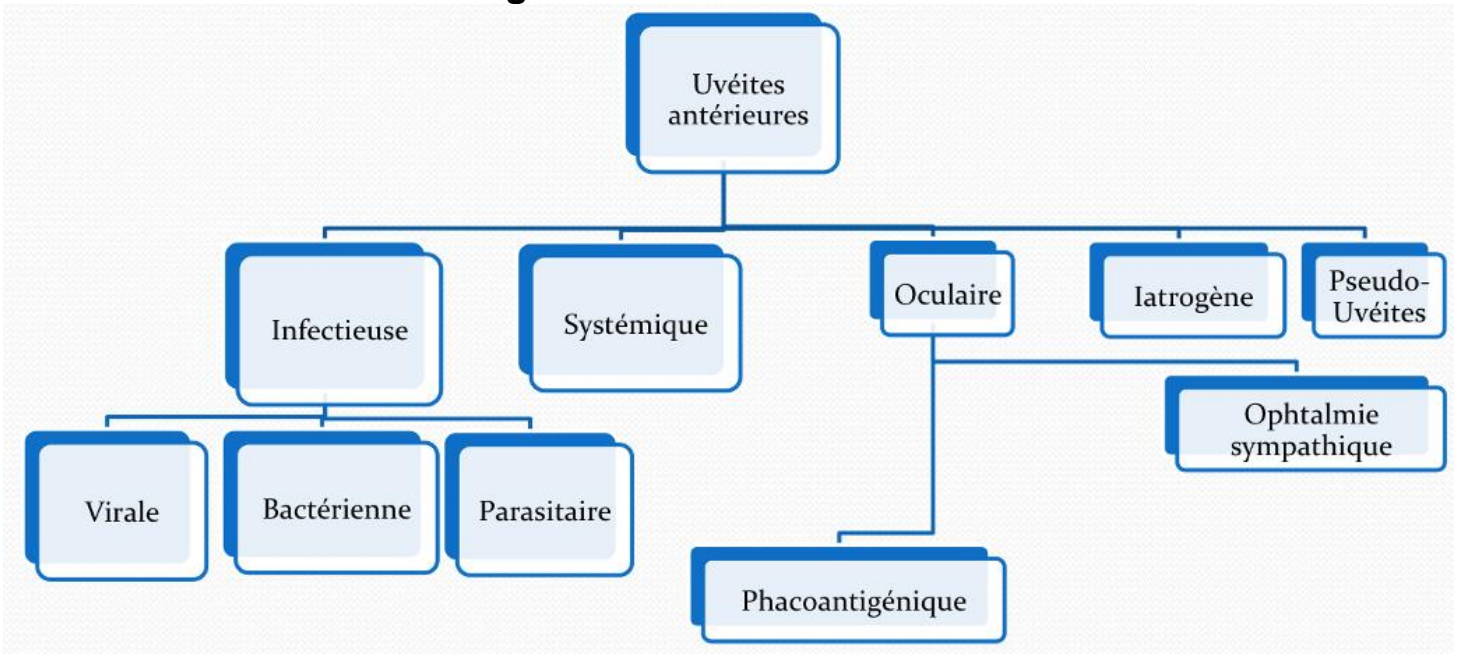 Uvéites
antérieures
Infectieuse
Systémique
Oculaire
Iatrogène
Pseudo-
Uvéites
Ophtalmie
sympathique
Virale
Bactérienne
Parasitaire
Phacoantigénique